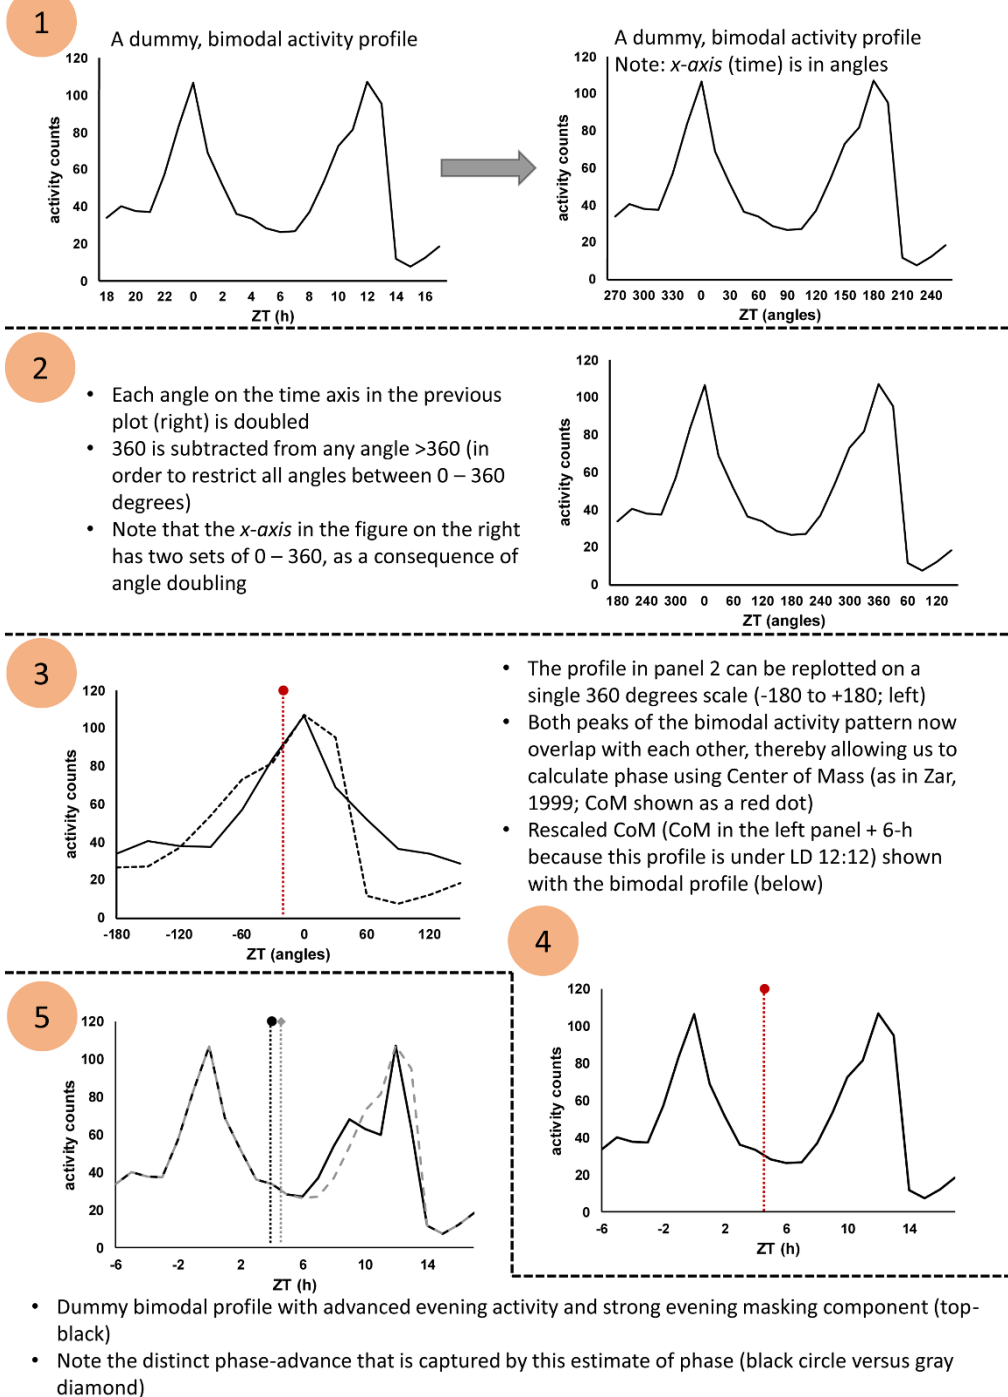 1
A dummy, bimodal activity profile
120
100
80
60
40
20
0
activity counts
18 20 22 0 2 4 6 8 10 12 14 16
ZT (h)
A dummy, bimodal activity profile
Note: x-axis (time) is in angles
120
100
80
60
40
20
0
activity counts
270 300 330 0 30 60 90 120 150 180 210 240
ZT (angles)
2
• Each angle on the time axis in the previous
plot (right) is doubled
• 360 is subtracted from any angle >360 (in
order to restrict all angles between 0 – 360
degrees)
• Note that the x-axis in the figure on the right
has two sets of 0 – 360, as a consequence of
angle doubling
120
100
80
60
40
20
0
activity counts
180 240 300 0 60 120 180 240 300 360 60 120
ZT (angles)
3
120
100
80
60
40
20
0
activity counts
-180 -120 -60 0 60 120
ZT (angles)
• The profile in panel 2 can be replotted on a
single 360 degrees scale (-180 to +180; left)
• Both peaks of the bimodal activity pattern now
overlap with each other, thereby allowing us to
calculate phase using Center of Mass (as in Zar,
1999; CoM shown as a red dot)
• Rescaled CoM (CoM in the left panel + 6-h
because this profile is under LD 12:12) shown
with the bimodal profile (below)
4
120
100
80
60
40
20
0
activity counts
-6 -2 2 6 10 14
ZT (h)
5
120
100
80
60
40
20
0
activity counts
-6 -2 2 6 10 14
ZT (h)
• Dummy bimodal profile with advanced evening activity and strong evening masking component (top-
black)
• Note the distinct phase-advance that is captured by this estimate of phase (black circle versus gray
diamond)